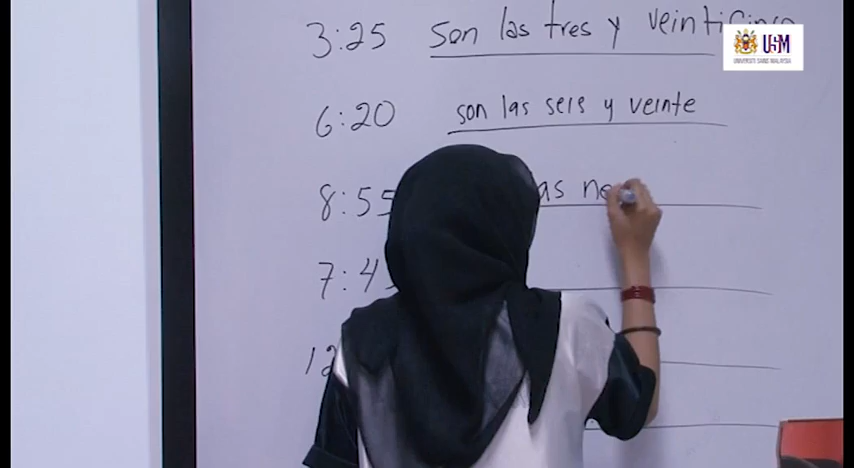 3:25 son las tres y veinticinco
USM
UNIVERSITI SAINS MALAYSIA
6:20 son las seis y veinte
8:55 as ne
7:4
12